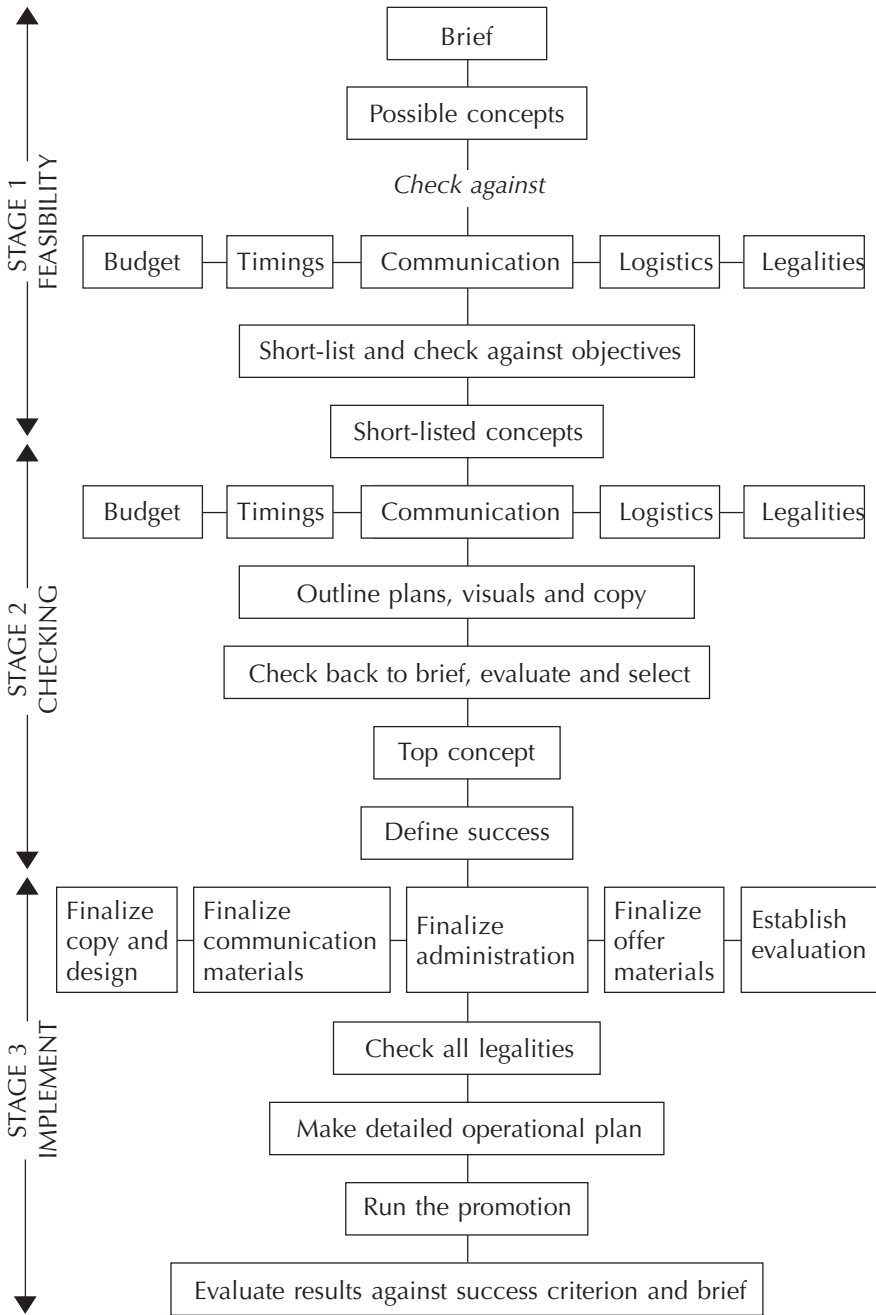 Brief
Possible concepts
Check against
Budget
Timings
Communication
Logistics
Legalities
Short-list and check against objectives
Short-listed concepts
STAGE 1
FEASIBILITY
Budget
Timings
Communication
Logistics
Legalities
Outline plans, visuals and copy
Check back to brief, evaluate and select
Top concept
Define success
STAGE 2
CHECKING
Finalize
copy and
design
Finalize
communication
materials
Finalize
administration
Finalize
offer
materials
Establish
evaluation
Check all legalities
Make detailed operational plan
Run the promotion
Evaluate results against success criterion and brief
STAGE 3
IMPLEMENT